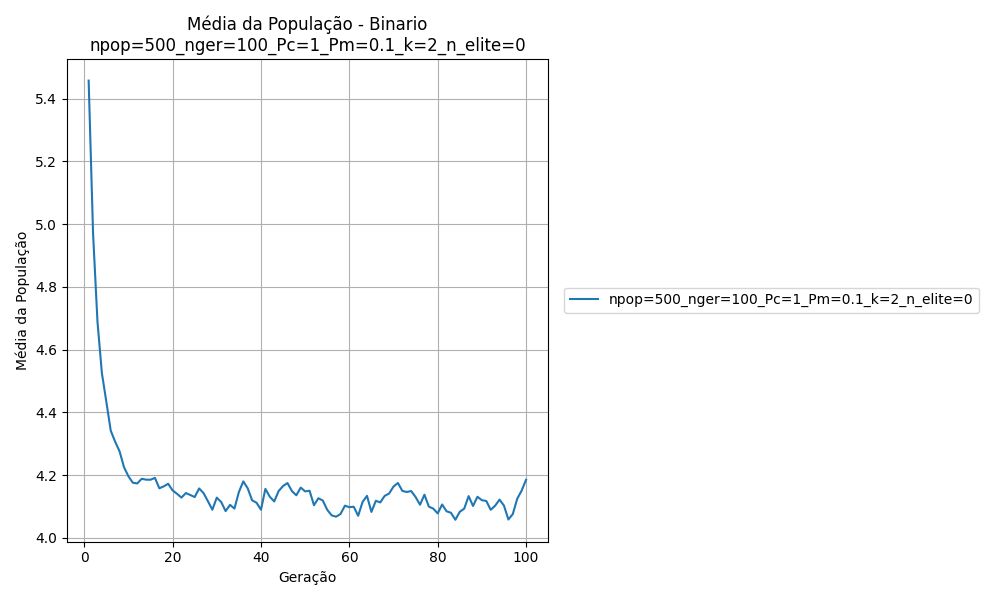 Média da População - Binario
npop=500_nger=100_Pc=1_Pm=0.1_k=2_n_elite=0
Média da População
5.4
5.2
5.0
4.8
4.6
4.4
4.2
4.0
0 20 40 60 80 100
Geração
npop=500_nger=100_Pc=1_Pm=0.1_k=2_n_elite=0